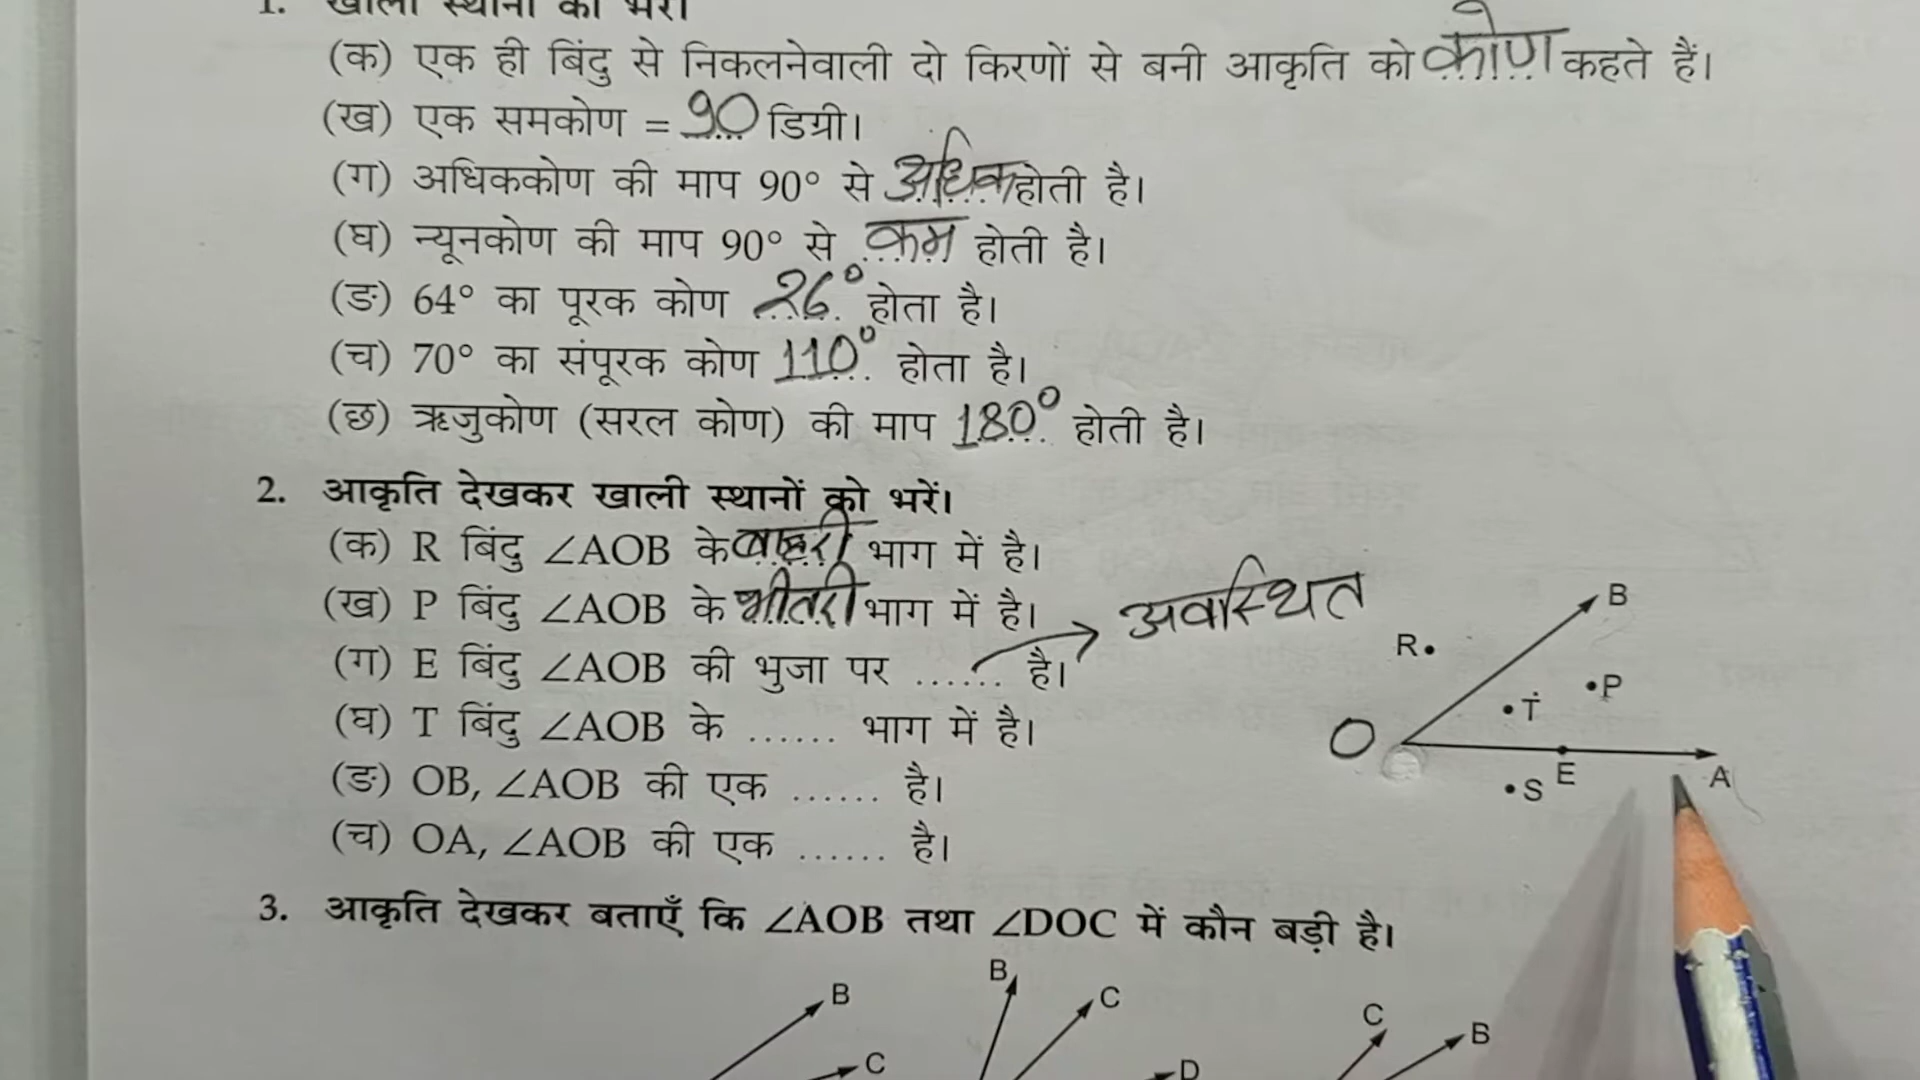 1. खाली स्थानों को भरें।
(क) एक ही बिंदु से निकलनेवाली दो किरणों से बनी आकृति को कोण कहते हैं।
(ख) एक समकोण = 90 डिग्री।
(ग) अधिककोण की माप 90° से अधिक होती है।
(घ) न्यूनकोण की माप 90° से कम होती है।
(ङ) 64° का पूरक कोण 26° होता है।
(च) 70° का संपूरक कोण 110° होता है।
(छ) ऋजुकोण (सरल कोण) की माप 180° होती है।
2. आकृति देखकर खाली स्थानों को भरें।
(क) R बिंदु ∠AOB के बाहरी भाग में है।
(ख) P बिंदु ∠AOB के भीतरी भाग में है।
(ग) E बिंदु ∠AOB की भुजा पर ...... है। अवस्थित
(घ) T बिंदु ∠AOB के ...... भाग में है।
(ङ) OB, ∠AOB की एक ...... है।
(च) OA, ∠AOB की एक ...... है।
B
R
P
T
O
E
A
S
3. आकृति देखकर बताएँ कि ∠AOB तथा ∠DOC में कौन बड़ी है।
B
C
B
C
D
C
B